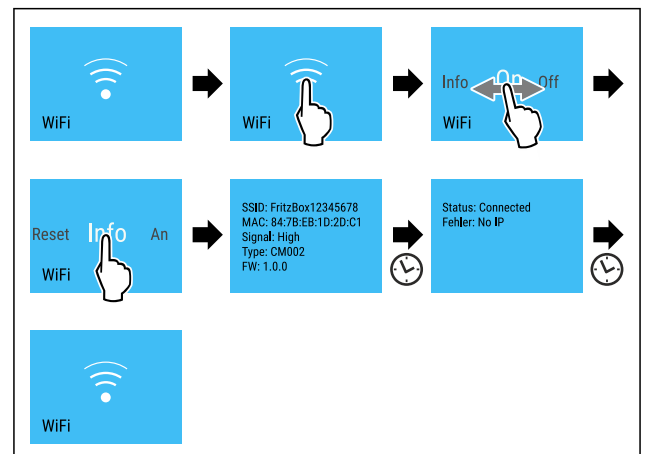 WiFi
WiFi
Info On Off
WiFi
Reset Info An
WiFi
SSID: FritzBox12345678
MAC: 84:7B:EB:1D:2D:C1
Signal: High
Type: CM002
FW: 1.0.0
Status: Connected
Fehler: No IP
WiFi